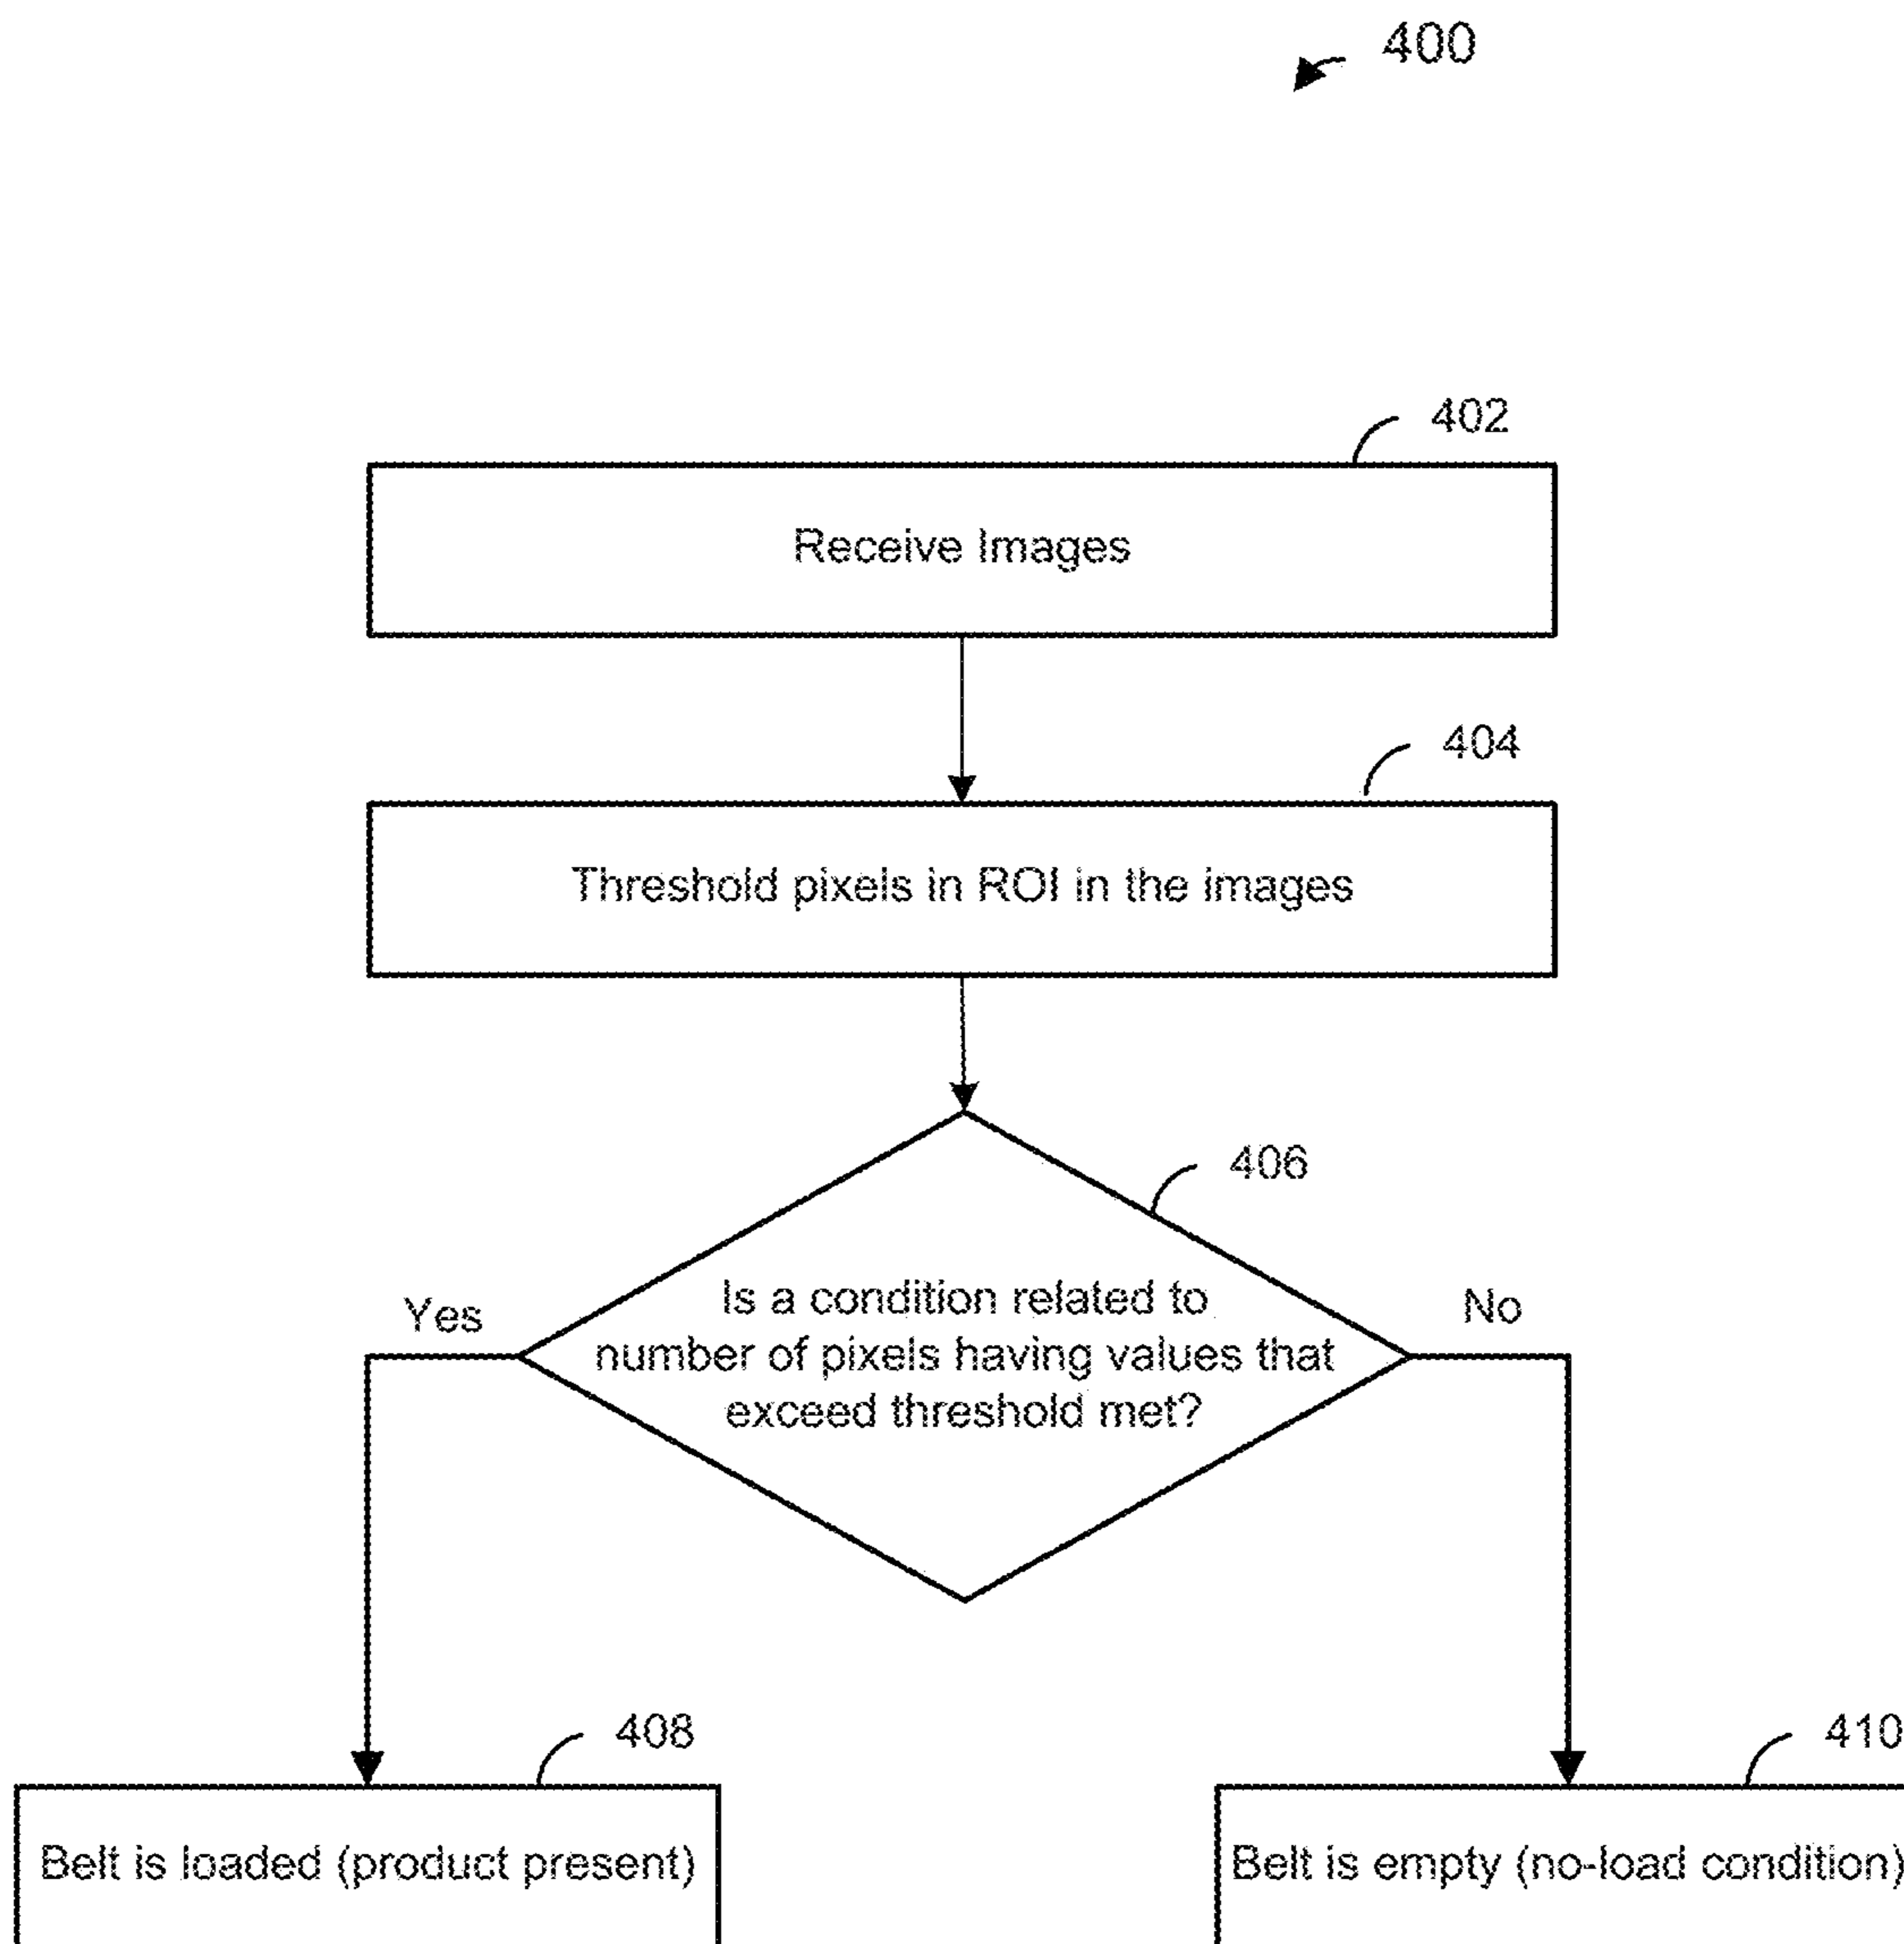 400
402
Receive Images
404
Threshold pixels in ROI in the images
406
Is a condition related to
number of pixels having values that
exceed threshold met?
Yes
No
408
Belt is loaded (product present)
410
Belt is empty (no-load condition)